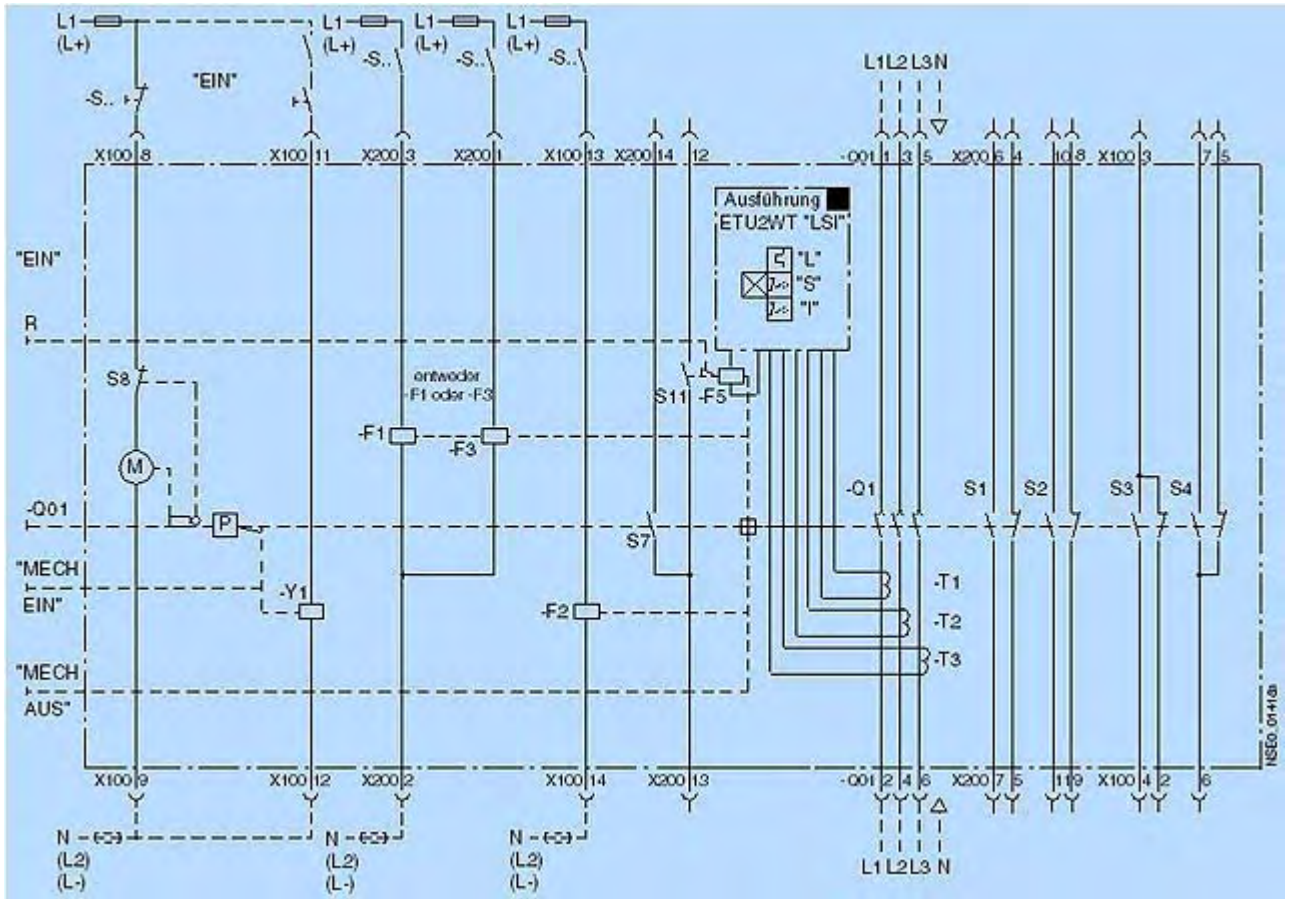 L1 L1 L1 L1
(L+) (L+) (L+) (L+)
-S.. -S.. -S..
"EIN"
-S..
L1 L2 L3 N
X100 8 X100 11 X200 3 X200 1 X100 13 X200 14 12 -Q01 1 3 5 X200 6 4 10 8 X100 3 7 5
Ausführung
ETU2WT "LSI"
"L"
"S"
"I"
"EIN"
R
S8
entweder
-F1 oder -F3
S11 -F5
-F1
-F3
M
-Q1 S1 S2 S3 S4
-Q01
P
S7
"MECH
EIN"
-Y1
-F2
-T1
-T2
-T3
"MECH
AUS"
NSE0_0141da
X100 9 X100 12 X200 2 X100 14 X200 13 -Q01 2 4 6 X200 7 5 11 9 X100 4 2 6
N N N
(L2) (L2) (L2)
(L-) (L-) (L-)
L1 L2 L3 N